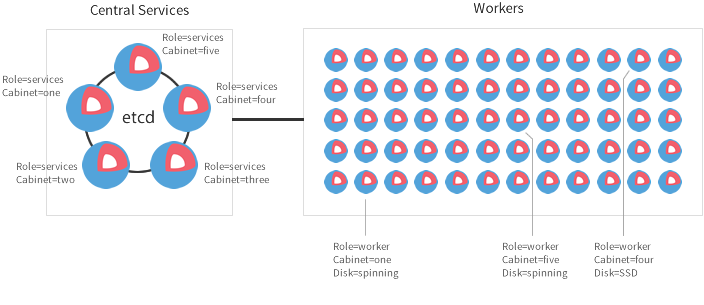 Central Services
Workers
Role=services
Cabinet=five
Role=services
Cabinet=one
Role=services
Cabinet=four
etcd
Role=services
Cabinet=two
Role=services
Cabinet=three
Role=worker
Cabinet=one
Disk=spinning
Role=worker
Cabinet=five
Disk=spinning
Role=worker
Cabinet=four
Disk=SSD